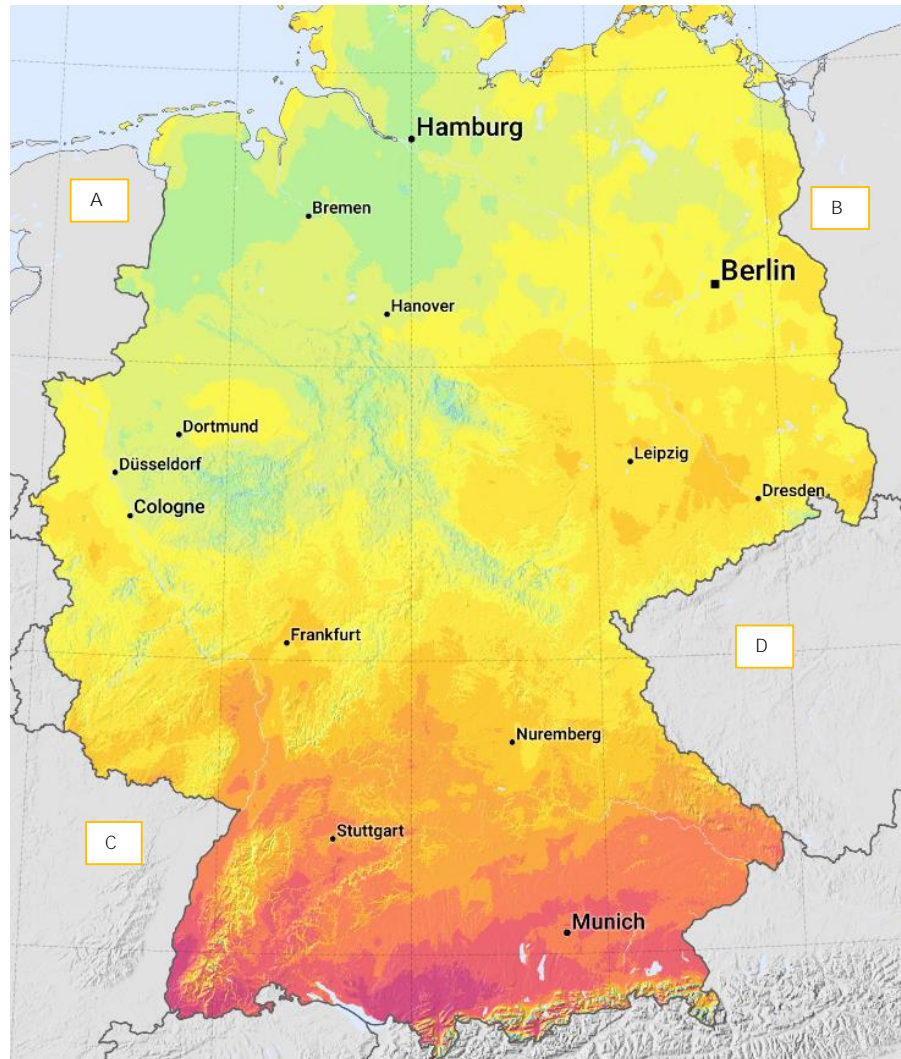 Hamburg
A
B
Bremen
Berlin
Hanover
Dortmund
Leipzig
Düsseldorf
Dresden
Cologne
Frankfurt
D
Nuremberg
Stuttgart
C
Munich